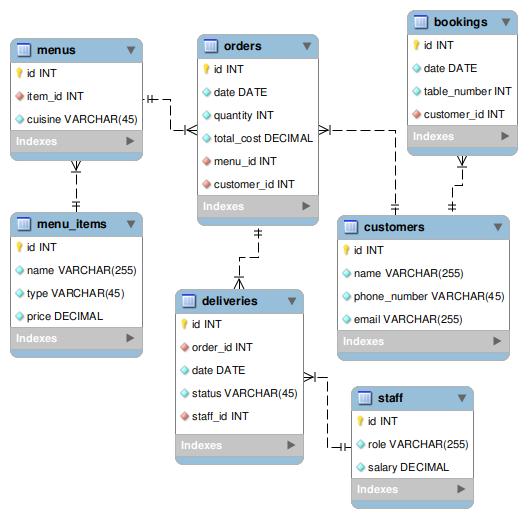 menus
id INT
item_id INT
cuisine VARCHAR(45)
Indexes
orders
id INT
date DATE
quantity INT
total_cost DECIMAL
menu_id INT
customer_id INT
Indexes
bookings
id INT
date DATE
table_number INT
customer_id INT
Indexes
menu_items
id INT
name VARCHAR(255)
type VARCHAR(45)
price DECIMAL
Indexes
customers
id INT
name VARCHAR(255)
phone_number VARCHAR(45)
email VARCHAR(255)
Indexes
deliveries
id INT
order_id INT
date DATE
status VARCHAR(45)
staff_id INT
Indexes
staff
id INT
role VARCHAR(255)
salary DECIMAL
Indexes